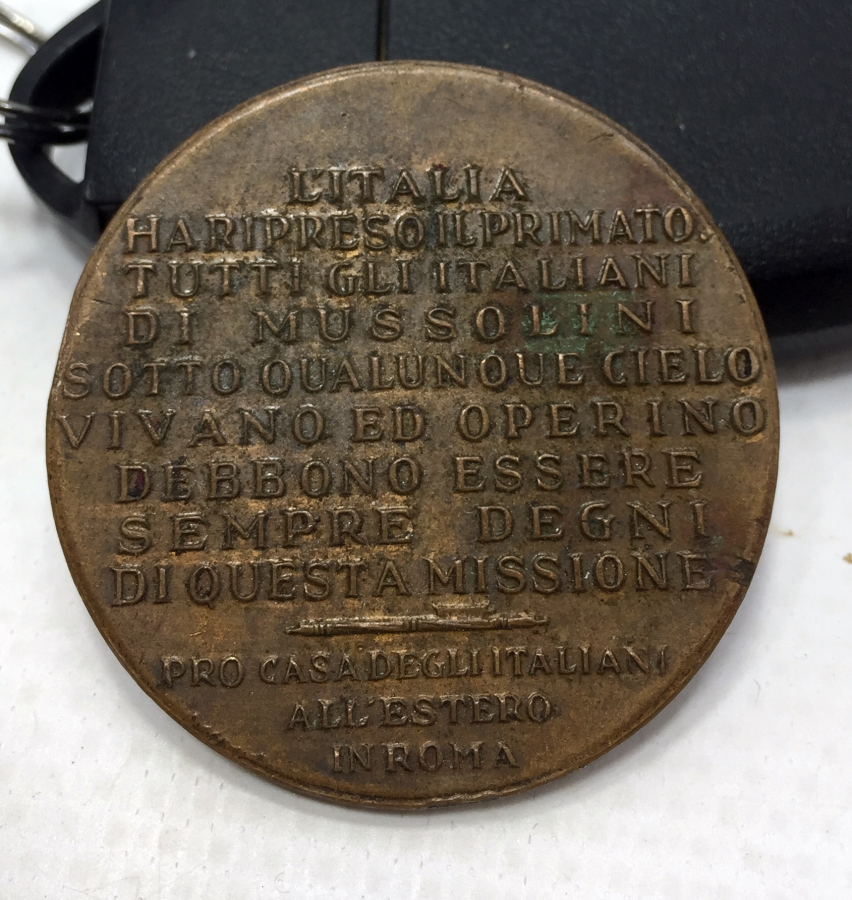 L'ITALIA
HA RIPRESO IL PRIMATO.
TUTTI GLI ITALIANI
DI MUSSOLINI
SOTTO QUALUNQUE CIELO
VIVANO ED OPERINO
DEBBONO ESSERE
SEMPRE DEGNI
DI QUESTA MISSIONE
PRO CASA DEGLI ITALIANI
ALL'ESTERO
IN ROMA